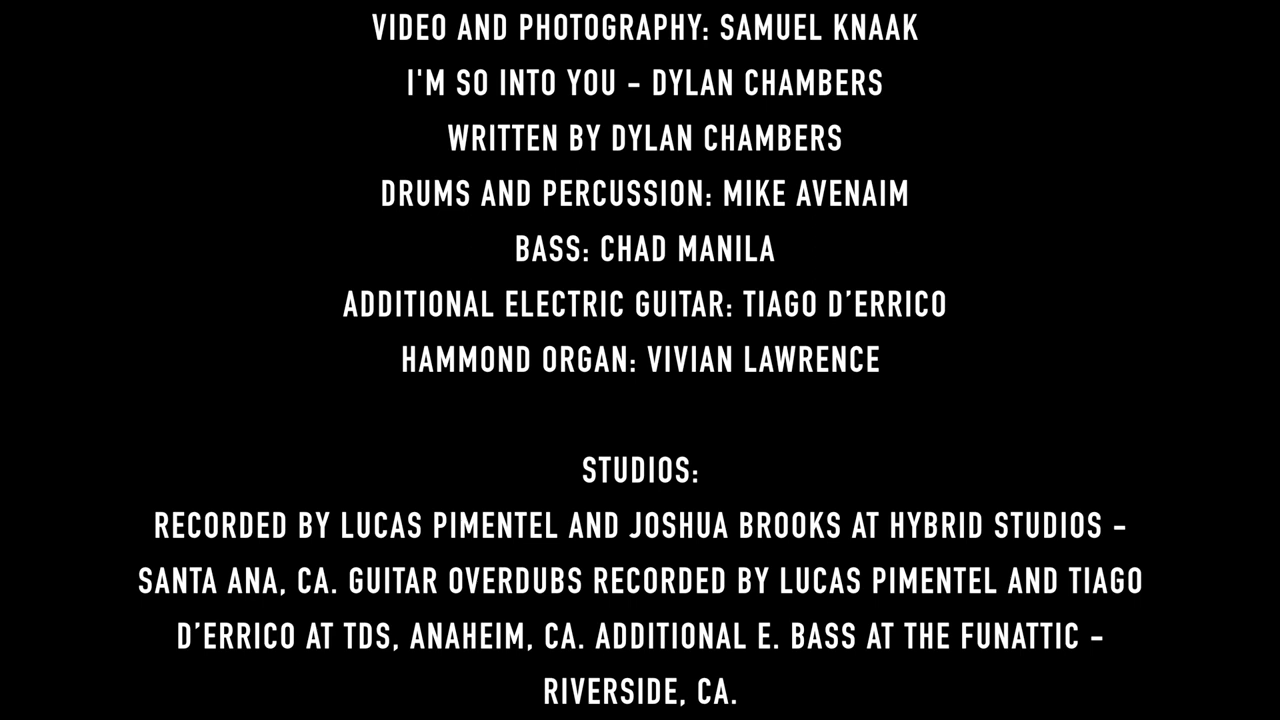 VIDEO AND PHOTOGRAPHY: SAMUEL KNAAK
I'M SO INTO YOU - DYLAN CHAMBERS
WRITTEN BY DYLAN CHAMBERS
DRUMS AND PERCUSSION: MIKE AVENAIM
BASS: CHAD MANILA
ADDITIONAL ELECTRIC GUITAR: TIAGO D’ERRICO
HAMMOND ORGAN: VIVIAN LAWRENCE
STUDIOS:
RECORDED BY LUCAS PIMENTEL AND JOSHUA BROOKS AT HYBRID STUDIOS -
SANTA ANA, CA. GUITAR OVERDUBS RECORDED BY LUCAS PIMENTEL AND TIAGO
D’ERRICO AT TDS, ANAHEIM, CA. ADDITIONAL E. BASS AT THE FUNATTIC -
RIVERSIDE, CA.